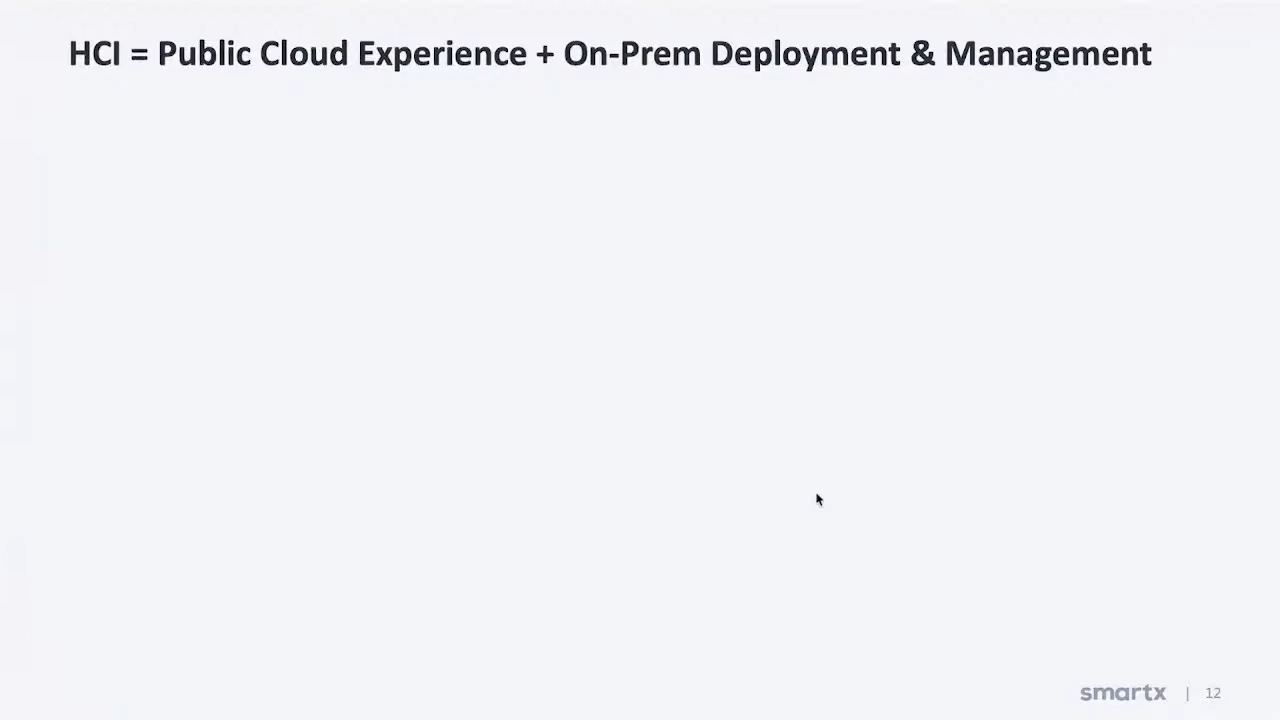 HCI = Public Cloud Experience + On-Prem Deployment & Management
smartx | 12